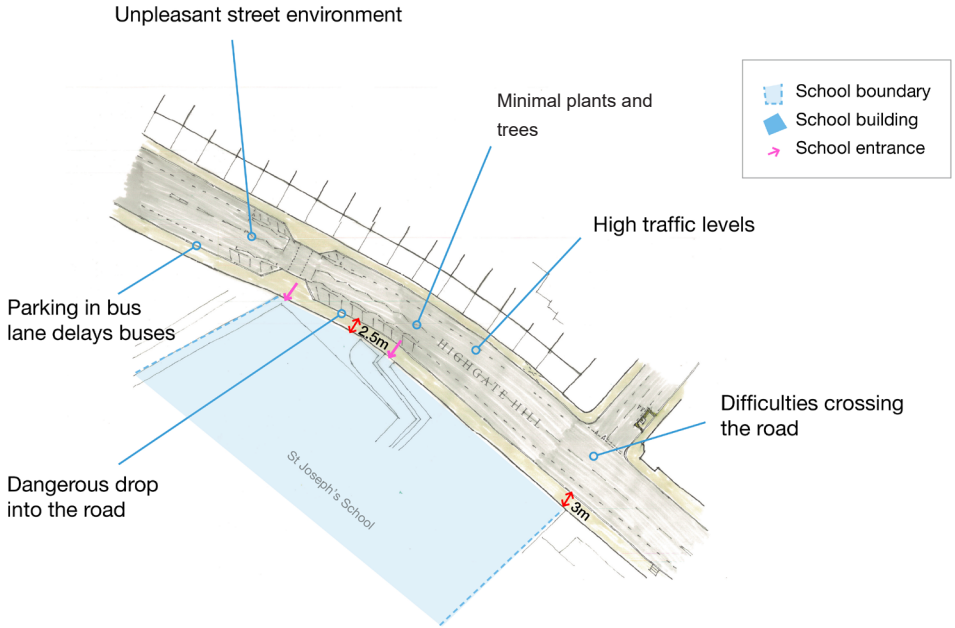 Unpleasant street environment
Minimal plants and
trees
School boundary
School building
School entrance
High traffic levels
Parking in bus
lane delays buses
2.5m
HIGHGATE HILL
Difficulties crossing
the road
Dangerous drop
into the road
St Joseph's School
3m